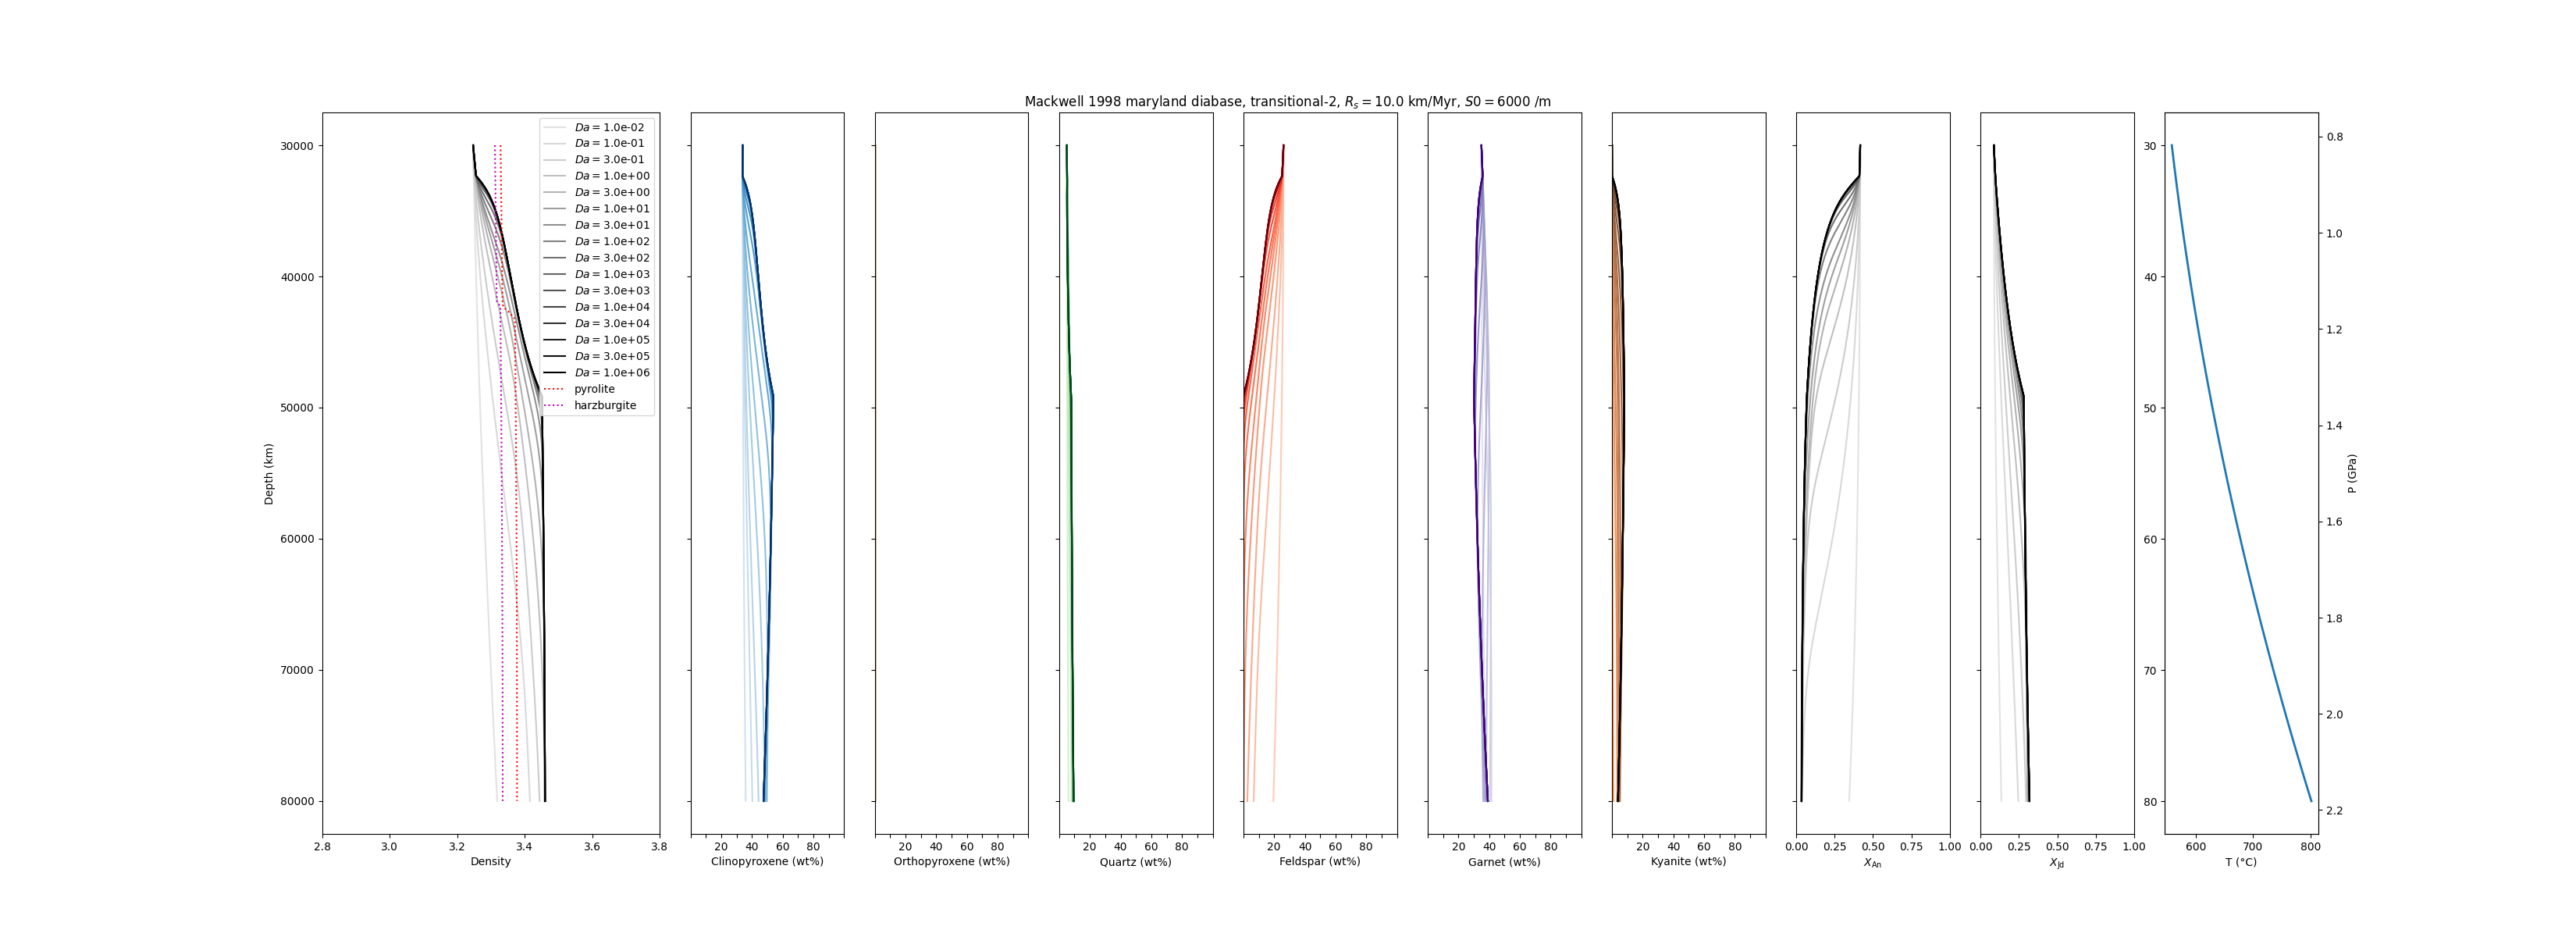 Mackwell 1998 maryland diabase, transitional-2, $R_s = 10.0$ km/Myr, $S0 = 6000$ /m
Da = 1.0e-02
Da = 1.0e-01
Da = 3.0e-01
Da = 1.0e+00
Da = 3.0e+00
Da = 1.0e+01
Da = 3.0e+01
Da = 1.0e+02
Da = 3.0e+02
Da = 1.0e+03
Da = 3.0e+03
Da = 1.0e+04
Da = 3.0e+04
Da = 1.0e+05
Da = 3.0e+05
Da = 1.0e+06
pyrolite
harzburgite
Depth (km)
30000
40000
50000
60000
70000
80000
2.8 3.0 3.2 3.4 3.6 3.8
Density
20 40 60 80
Clinopyroxene (wt%)
20 40 60 80
Orthopyroxene (wt%)
20 40 60 80
Quartz (wt%)
20 40 60 80
Feldspar (wt%)
20 40 60 80
Garnet (wt%)
20 40 60 80
Kyanite (wt%)
0.00 0.25 0.50 0.75 1.00
$X_{An}$
0.00 0.25 0.50 0.75 1.00
$X_{Jd}$
30
40
50
60
70
80
600 700 800
T (°C)
0.8
1.0
1.2
1.4
1.6
1.8
2.0
2.2
P (GPa)